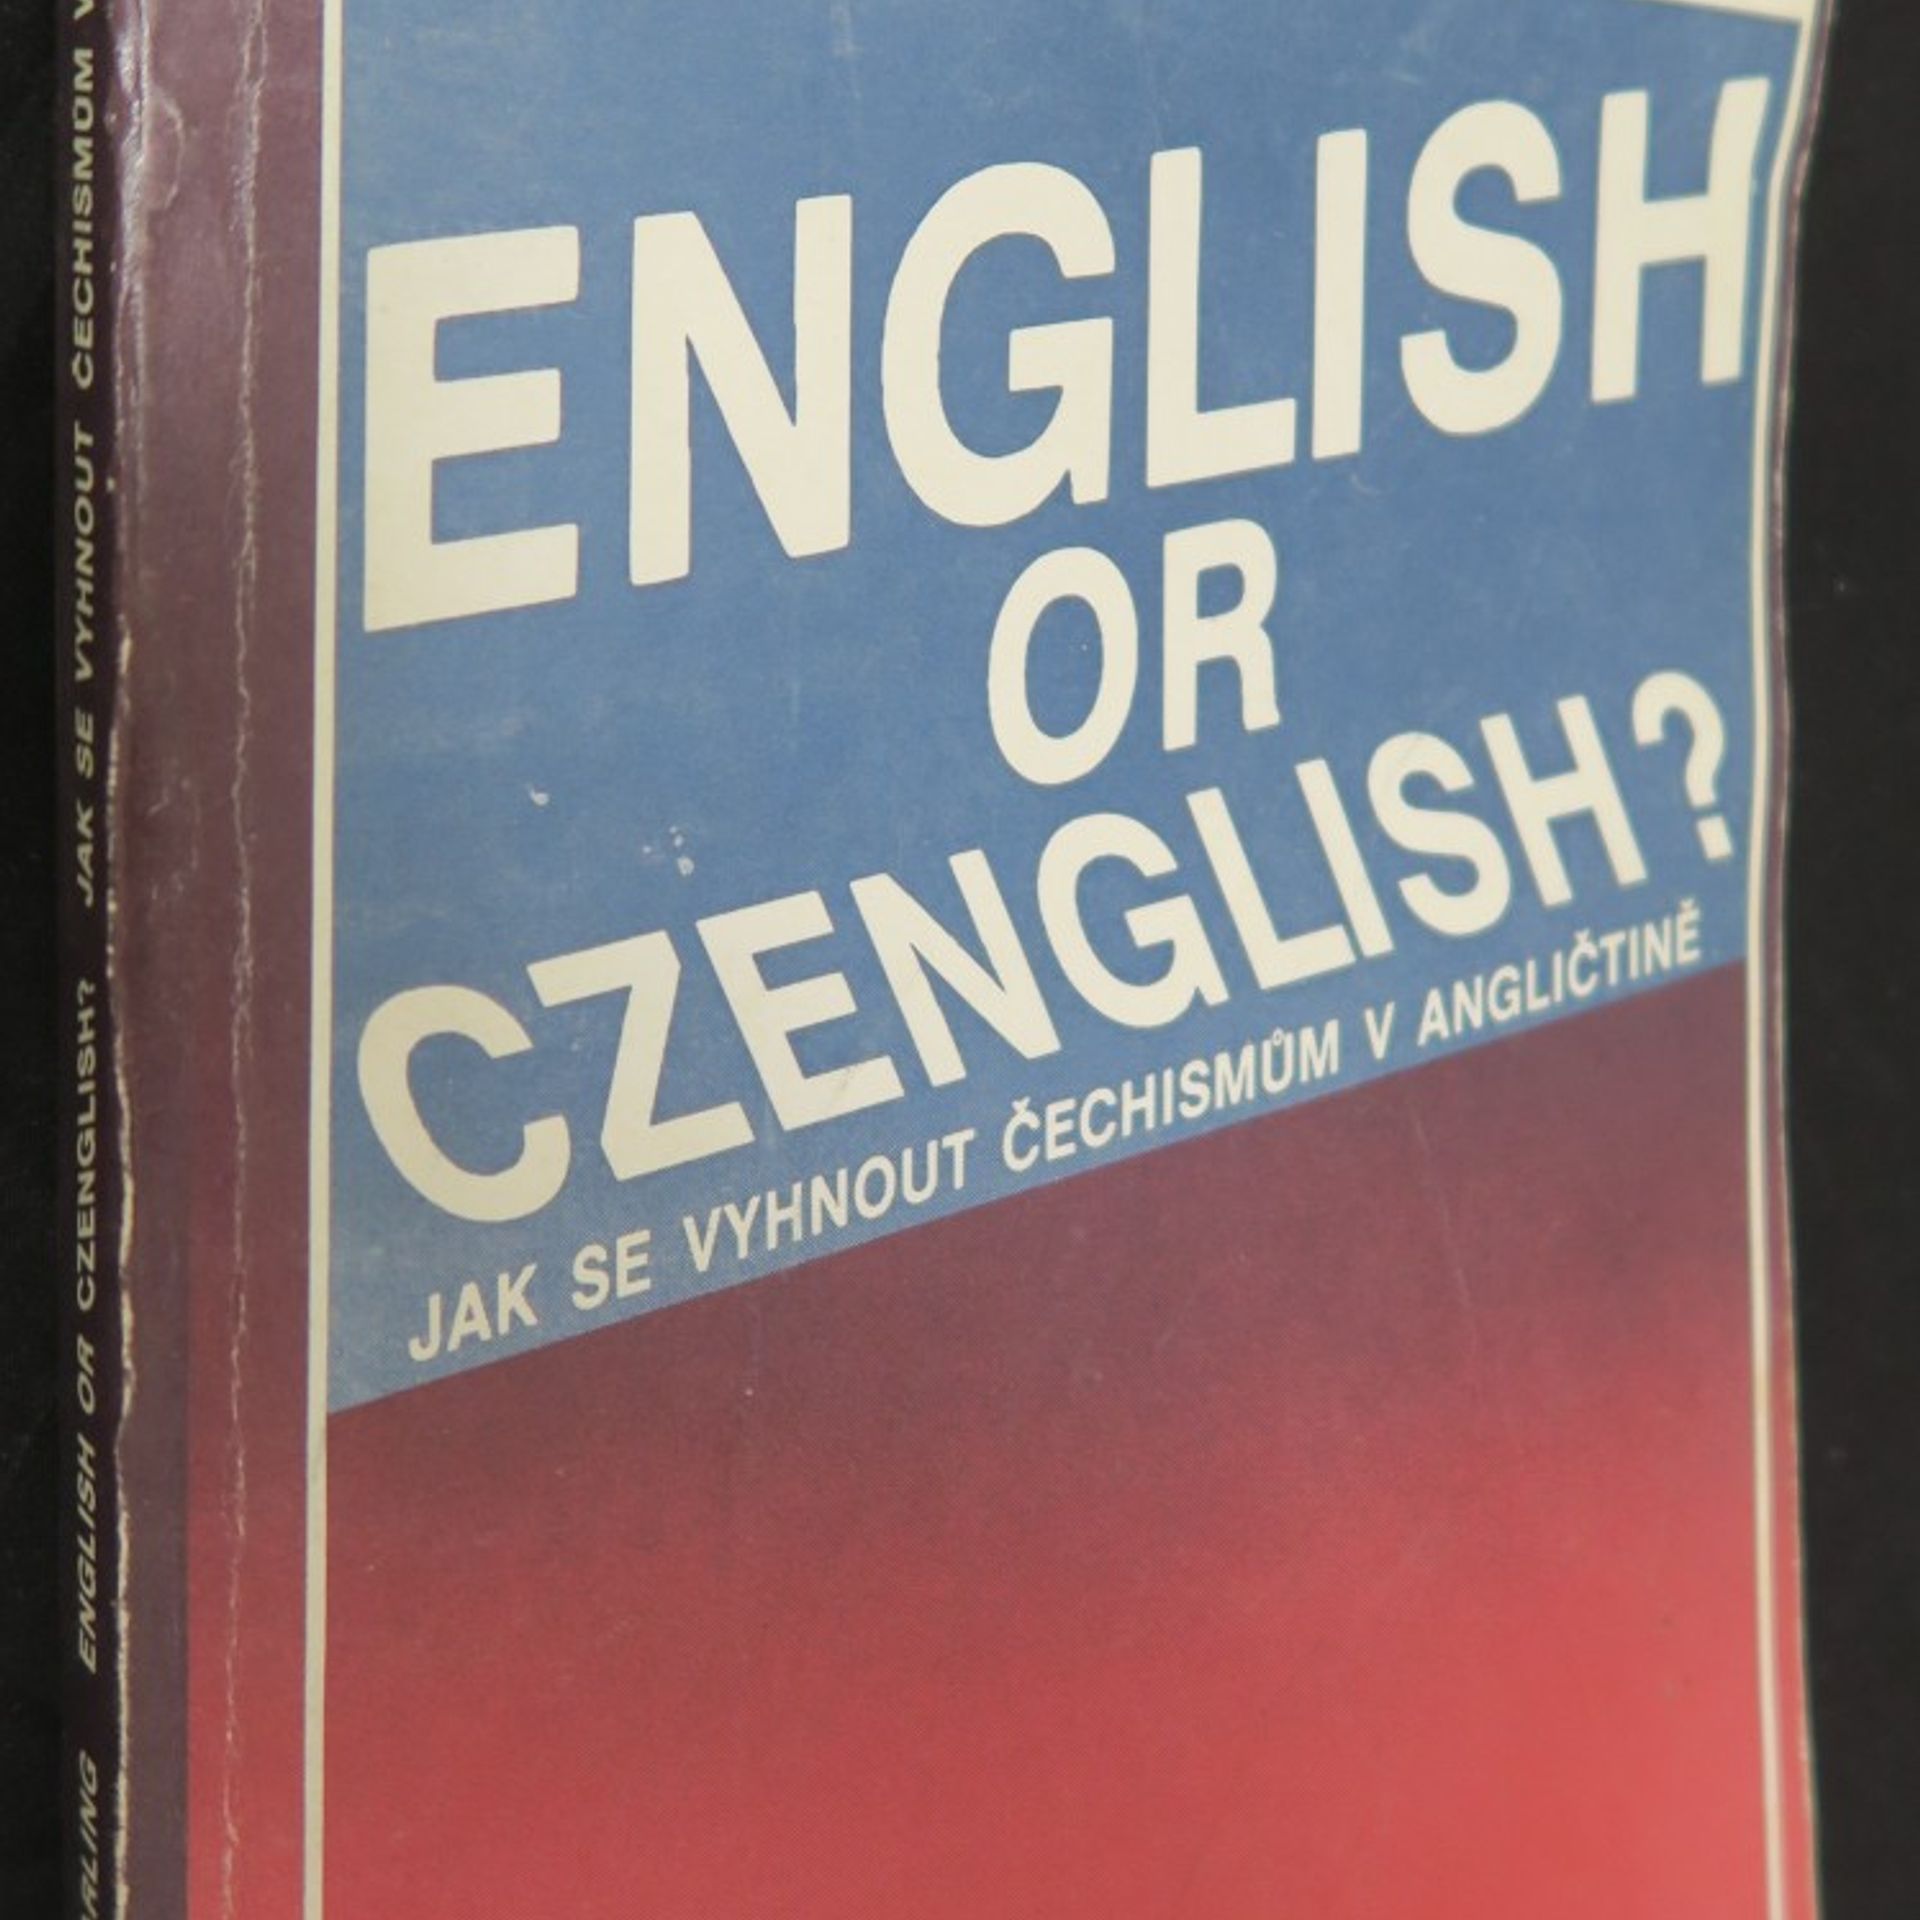 ENGLISH
OR
CZENGLISH?
JAK SE VYHNOUT ČECHISMŮM V ANGLIČTINĚ
ENGLISH OR CZENGLISH? JAK SE VYHNOUT ČECHISMŮM V